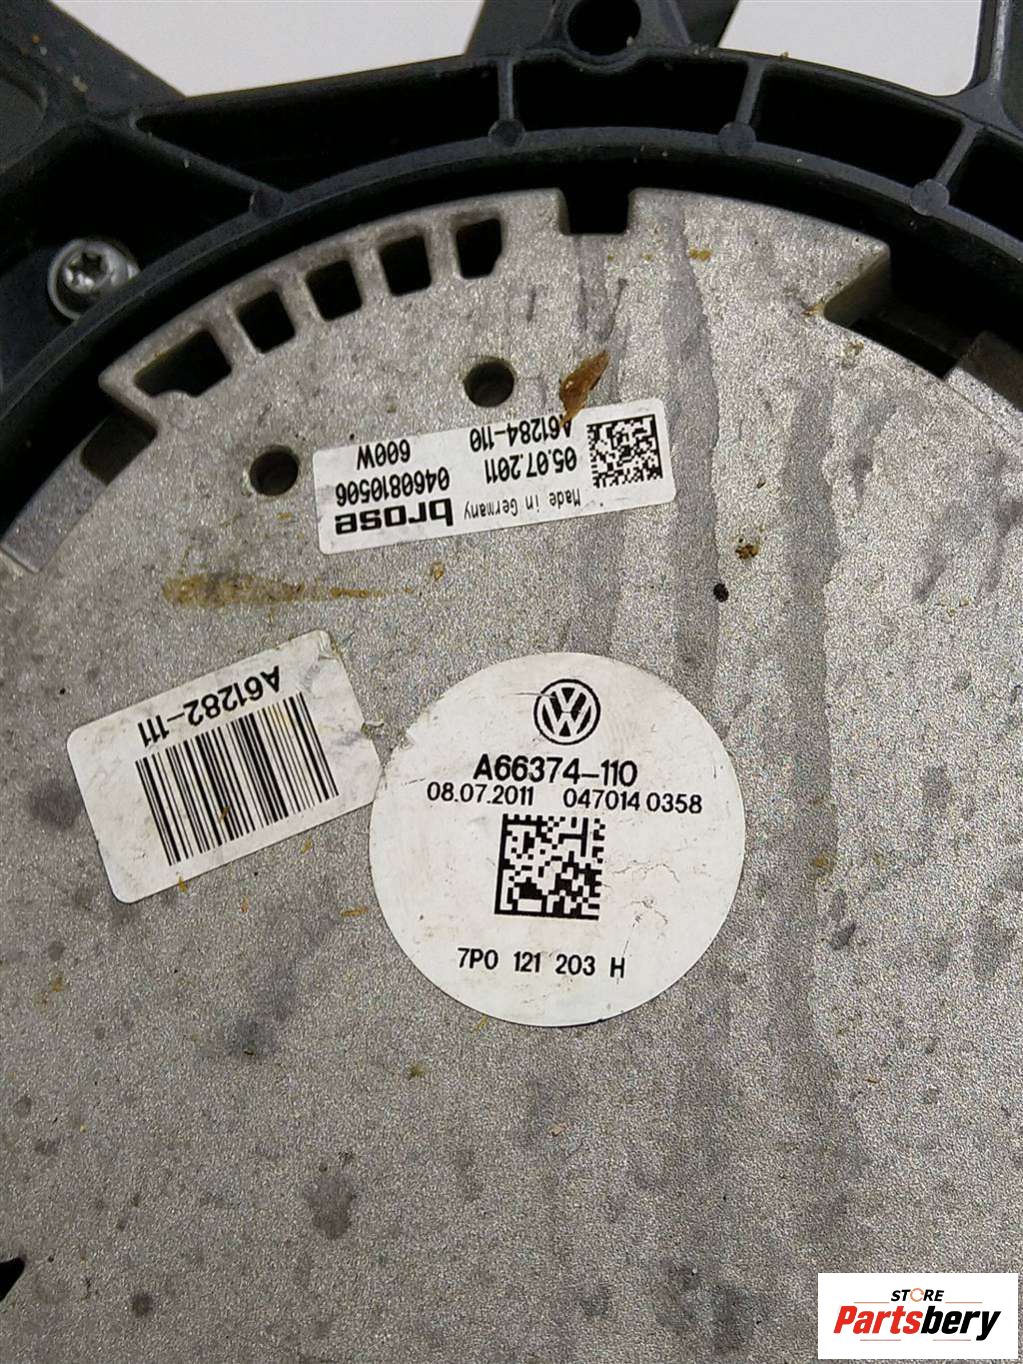 Made in Germany
brose
05.07.2011 0460810506
A61284-110 600W
A61282-111
A66374-110
08.07.2011 047014 0358
7P0 121 203 H
STORE
Partsbery